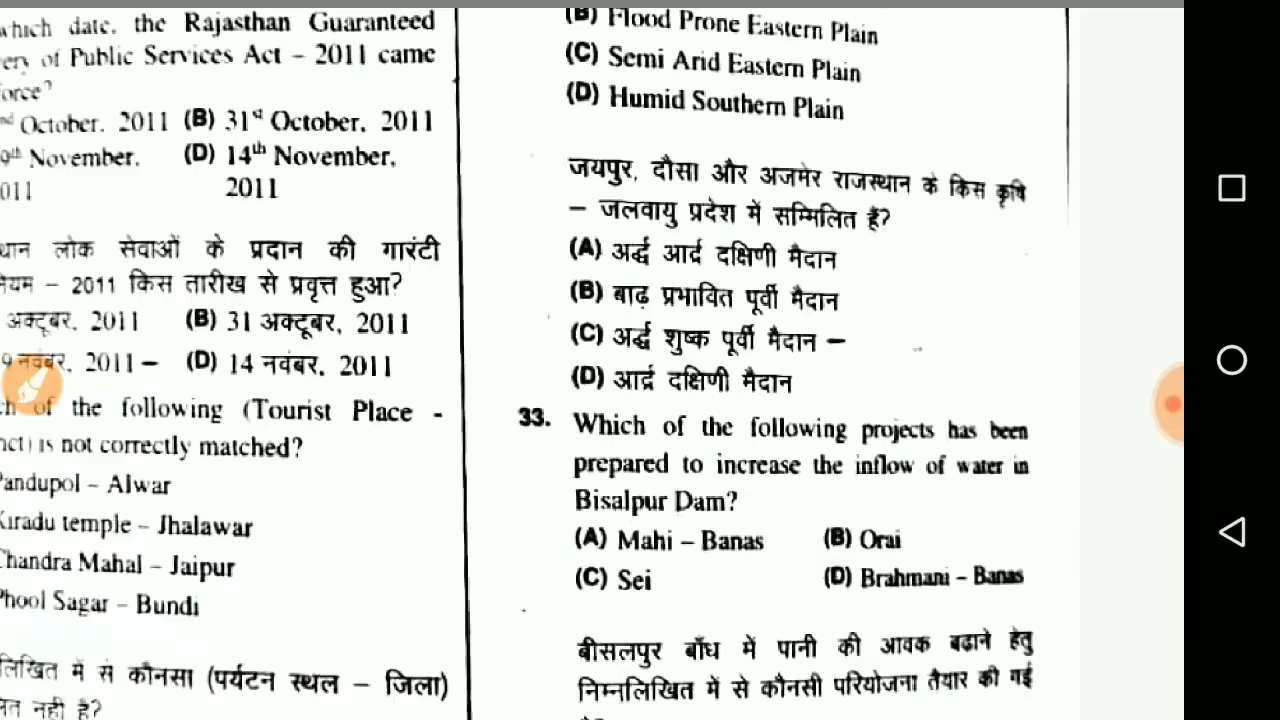 which date, the Rajasthan Guaranteed
ery of Public Services Act – 2011 came
force?
nd October, 2011 (B) 31st October, 2011
9th November, (D) 14th November,
011 2011
थान लोक सेवाओं के प्रदान की गारंटी
नियम – 2011 किस तारीख से प्रवृत्त हुआ?
अक्टूबर, 2011 (B) 31 अक्टूबर, 2011
9 नवंबर, 2011 – (D) 14 नवंबर, 2011
ch of the following (Tourist Place -
nct) is not correctly matched?
Pandupol – Alwar
Kiradu temple – Jhalawar
Chandra Mahal – Jaipur
Phool Sagar – Bundi
लिखित में से कौनसा (पर्यटन स्थल – जिला)
नहीं है?
(B) Flood Prone Eastern Plain
(C) Semi Arid Eastern Plain
(D) Humid Southern Plain
जयपुर, दौसा और अजमेर राजस्थान के किस कृषि
– जलवायु प्रदेश में सम्मिलित हैं?
(A) अर्द्ध आर्द्र दक्षिणी मैदान
(B) बाढ़ प्रभावित पूर्वी मैदान
(C) अर्द्ध शुष्क पूर्वी मैदान –
(D) आर्द्र दक्षिणी मैदान
33. Which of the following projects has been
prepared to increase the inflow of water in
Bisalpur Dam?
(A) Mahi – Banas (B) Orai
(C) Sei (D) Brahmani – Banas
बीसलपुर बाँध में पानी की आवक बढ़ाने हेतु
निम्नलिखित में से कौनसी परियोजना तैयार की गई